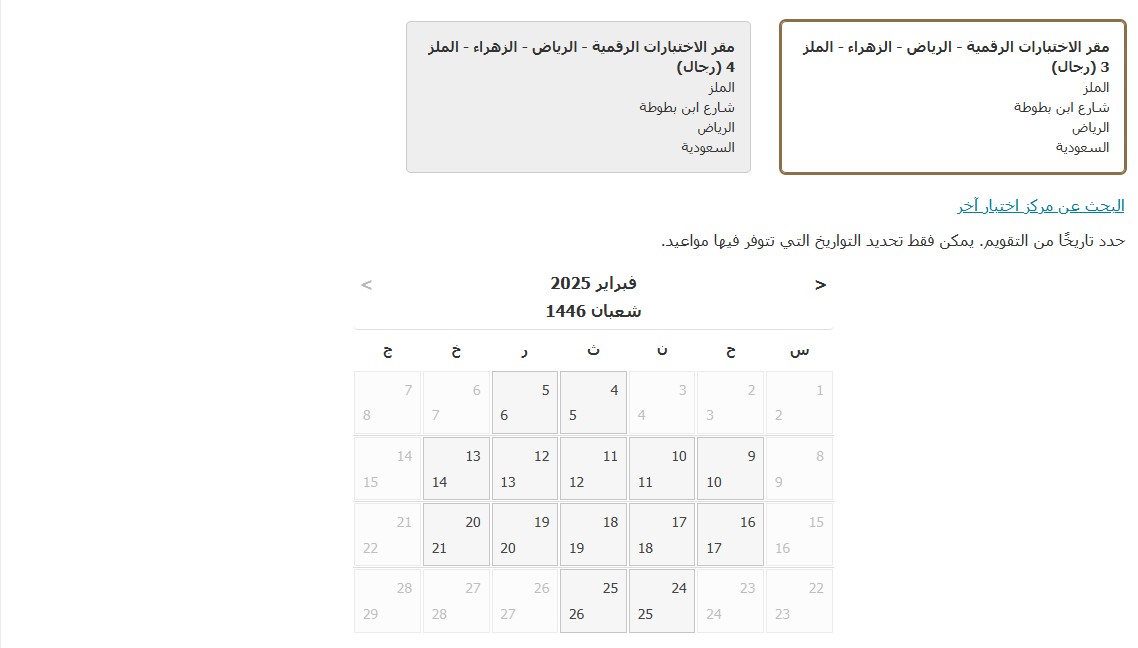 مقر الاختبارات الرقمية - الرياض - الزهراء - الملز
3 (رجال)
الملز
شارع ابن بطوطة
الرياض
السعودية
مقر الاختبارات الرقمية - الرياض - الزهراء - الملز
4 (رجال)
الملز
شارع ابن بطوطة
الرياض
السعودية
البحث عن مركز اختبار آخر
حدد تاريخًا من التقويم. يمكن فقط تحديد التواريخ التي تتوفر فيها مواعيد.
< فبراير 2025 >
شعبان 1446
س ح ن ث ر خ ج
1 2 3 4 5 6 7
2 3 4 5 6 7 8
8 9 10 11 12 13 14
9 10 11 12 13 14 15
15 16 17 18 19 20 21
16 17 18 19 20 21 22
22 23 24 25 26 27 28
23 24 25 26 27 28 29